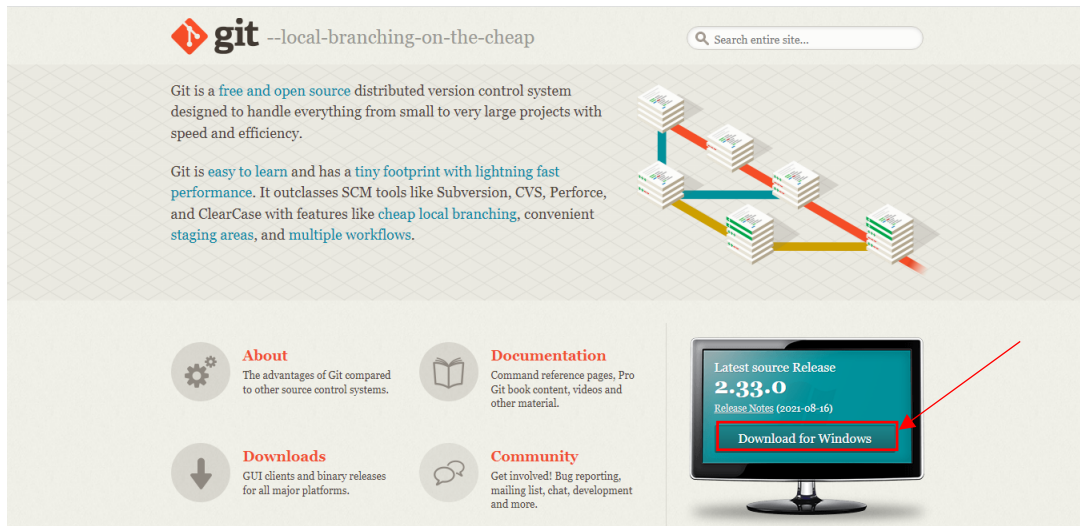 git --local-branching-on-the-cheap
Search entire site...
Git is a free and open source distributed version control system
designed to handle everything from small to very large projects with
speed and efficiency.
Git is easy to learn and has a tiny footprint with lightning fast
performance. It outclasses SCM tools like Subversion, CVS, Perforce,
and ClearCase with features like cheap local branching, convenient
staging areas, and multiple workflows.
About
The advantages of Git compared
to other source control systems.
Documentation
Command reference pages, Pro
Git book content, videos and
other material.
Downloads
GUI clients and binary releases
for all major platforms.
Community
Get involved! Bug reporting,
mailing list, chat, development
and more.
Latest source Release
2.33.0
Release Notes (2021-08-16)
Download for Windows